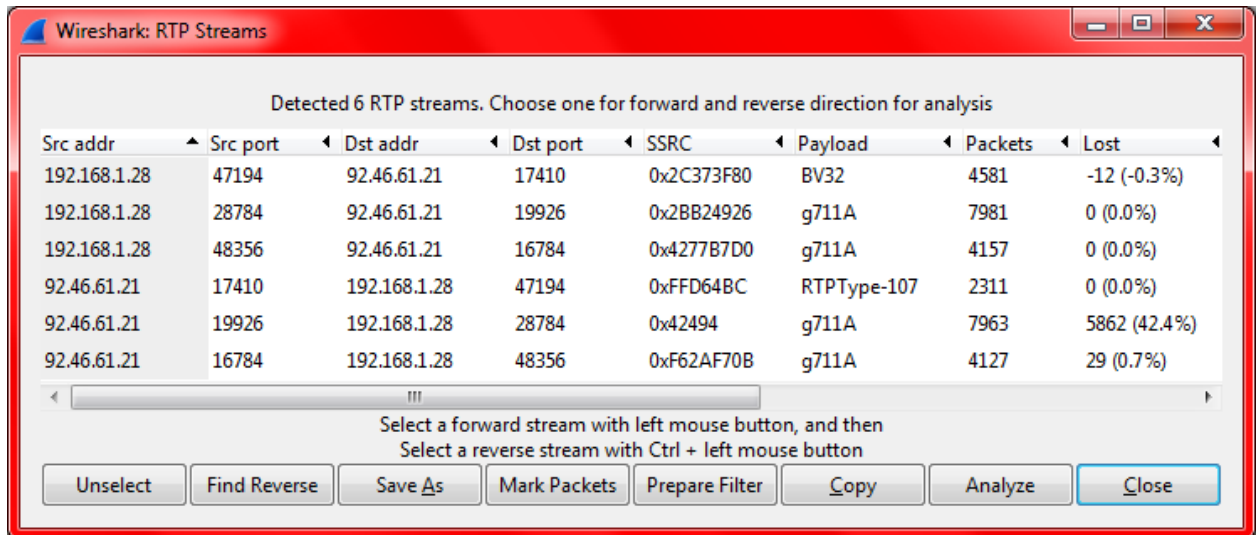 Wireshark: RTP Streams
Detected 6 RTP streams. Choose one for forward and reverse direction for analysis
Src addr Src port Dst addr Dst port SSRC Payload Packets Lost
192.168.1.28 47194 92.46.61.21 17410 0x2C373F80 BV32 4581 -12 (-0.3%)
192.168.1.28 28784 92.46.61.21 19926 0x2BB24926 g711A 7981 0 (0.0%)
192.168.1.28 48356 92.46.61.21 16784 0x4277B7D0 g711A 4157 0 (0.0%)
92.46.61.21 17410 192.168.1.28 47194 0xFFD64BC RTPType-107 2311 0 (0.0%)
92.46.61.21 19926 192.168.1.28 28784 0x42494 g711A 7963 5862 (42.4%)
92.46.61.21 16784 192.168.1.28 48356 0xF62AF70B g711A 4127 29 (0.7%)
Select a forward stream with left mouse button, and then
Select a reverse stream with Ctrl + left mouse button
Unselect Find Reverse Save As Mark Packets Prepare Filter Copy Analyze Close